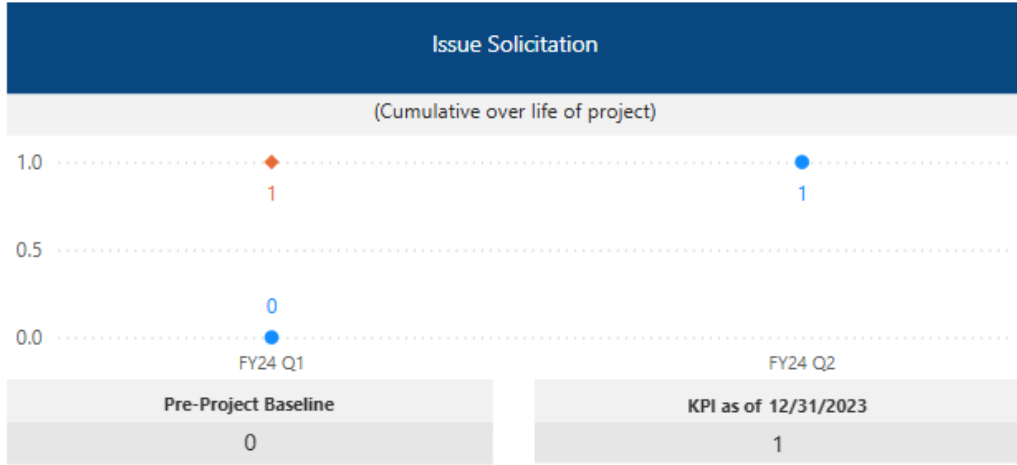 Issue Solicitation
(Cumulative over life of project)
1.0
1
1
0.5
0
0.0
FY24 Q1
FY24 Q2
Pre-Project Baseline
KPI as of 12/31/2023
0
1